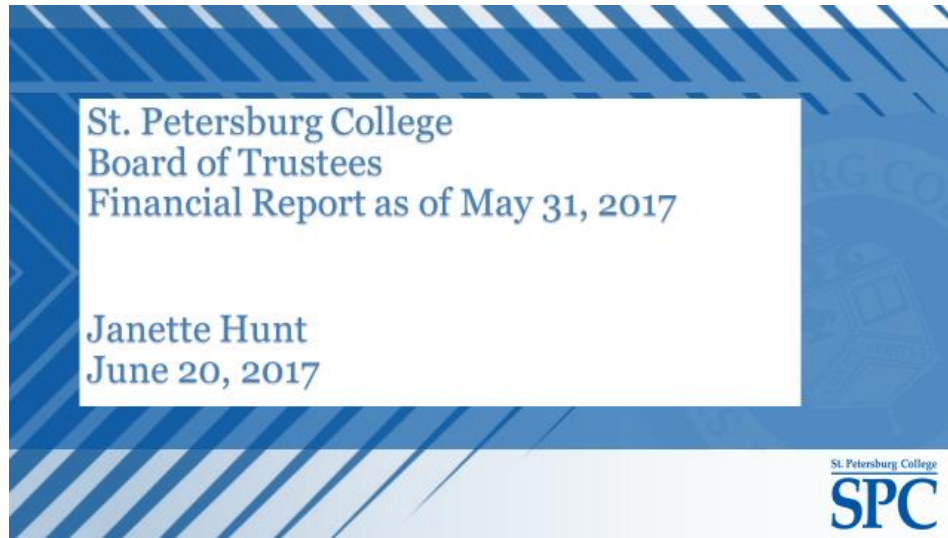 St. Petersburg College
Board of Trustees
Financial Report as of May 31, 2017
Janette Hunt
June 20, 2017
St. Petersburg College
SPC